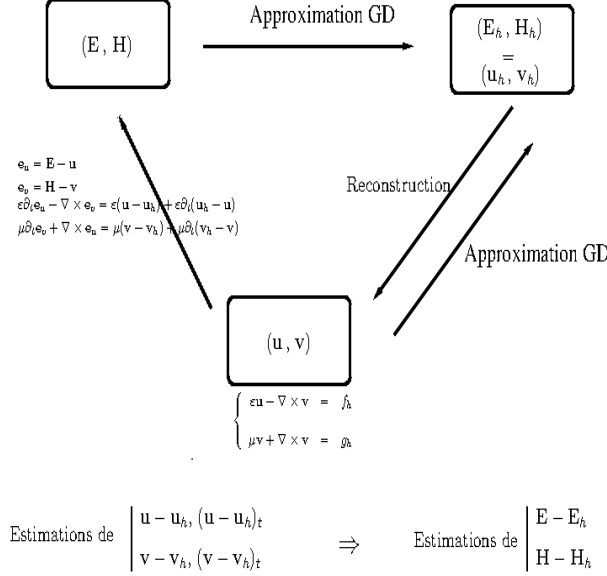 Approximation GD
(E , H)
(E_h , H_h)
=
(u_h , v_h)
e_u = E − u
e_v = H − v
ε∂_t e_u − ∇ × e_v = ε(u − u_h) + ε∂_t(u_h − u)
μ∂_t e_v + ∇ × e_u = μ(v − v_h) + μ∂_t(v_h − v)
Reconstruction
Approximation GD
(u , v)
{ εu − ∇ × v = f_h
μv + ∇ × v = g_h
Estimations de | u − u_h, (u − u_h)_t
v − v_h, (v − v_h)_t
⇒
Estimations de | E − E_h
H − H_h